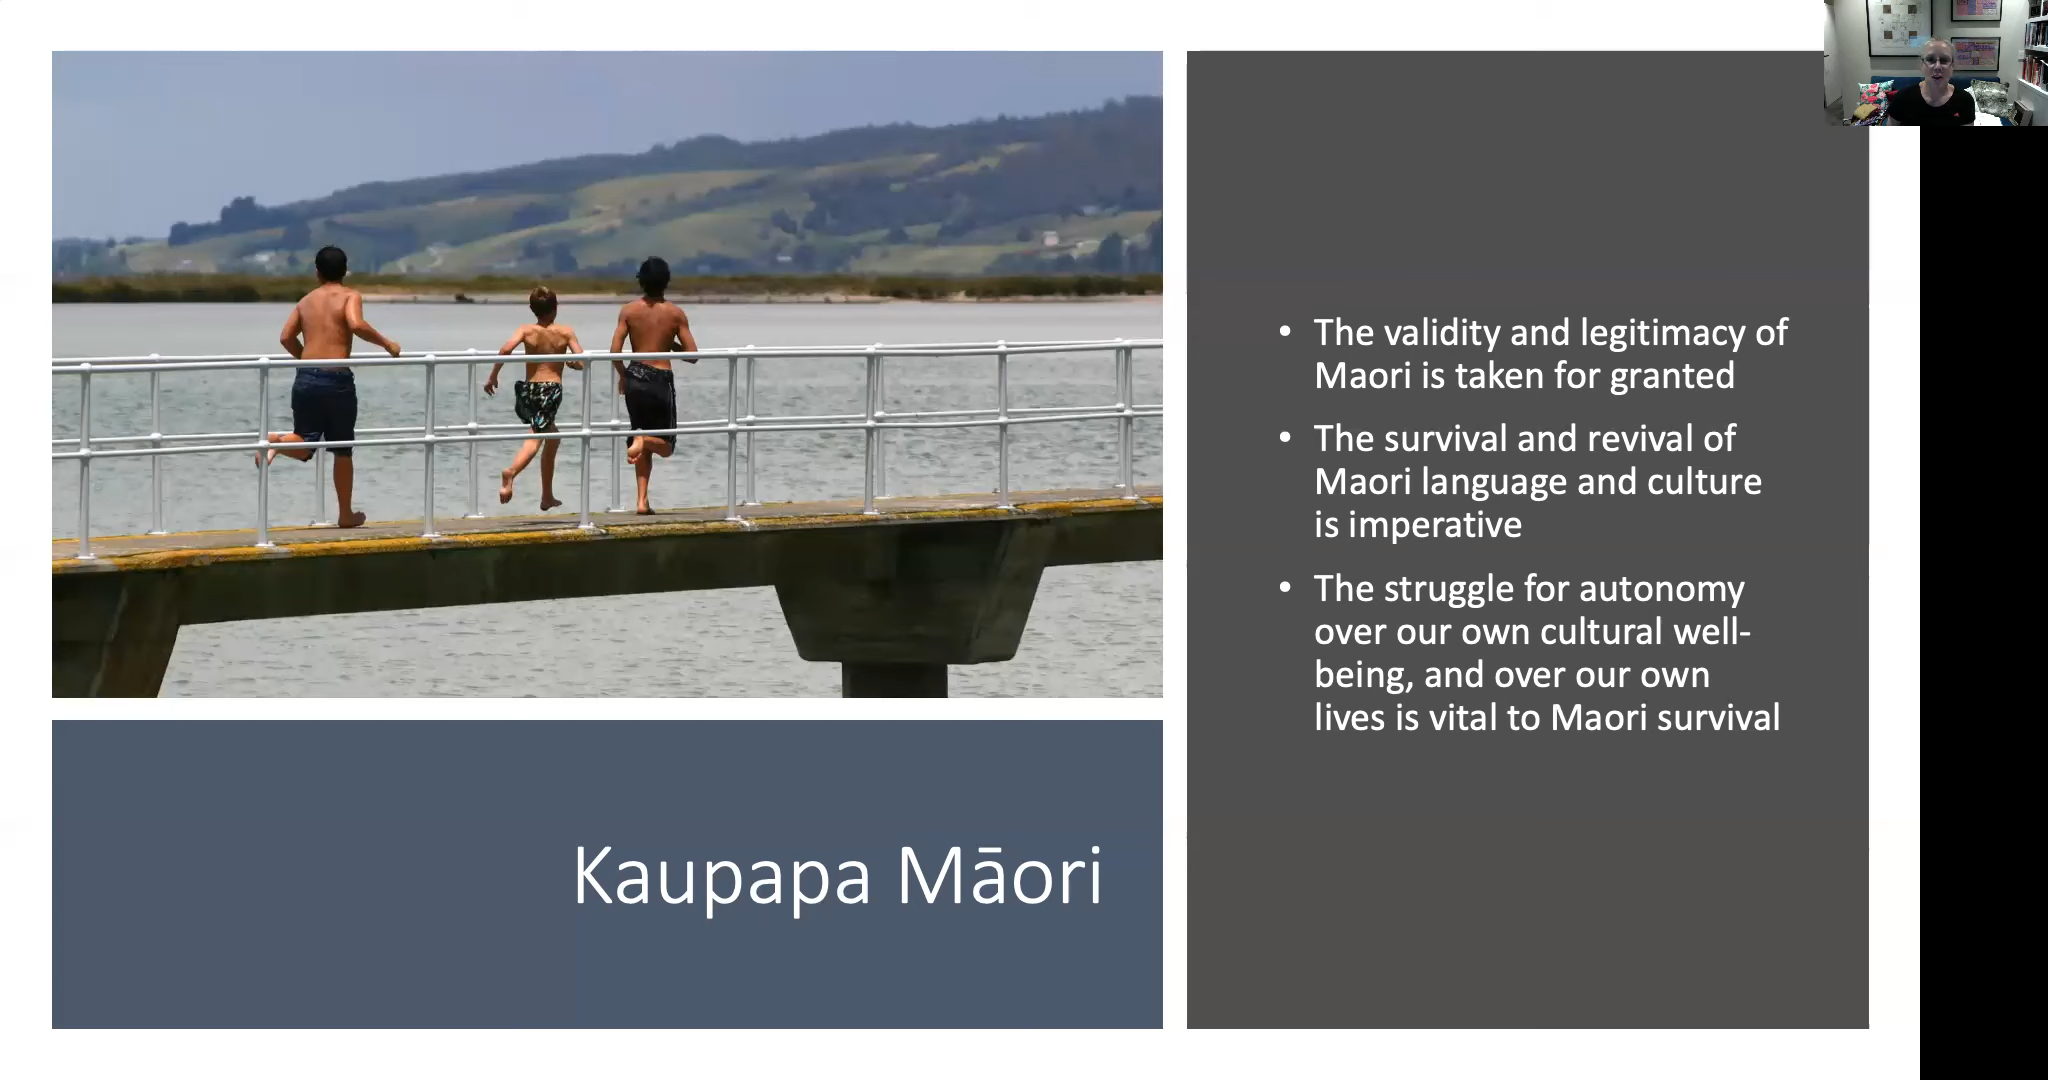 Kaupapa Māori
• The validity and legitimacy of
Maori is taken for granted
• The survival and revival of
Maori language and culture
is imperative
• The struggle for autonomy
over our own cultural well-
being, and over our own
lives is vital to Maori survival